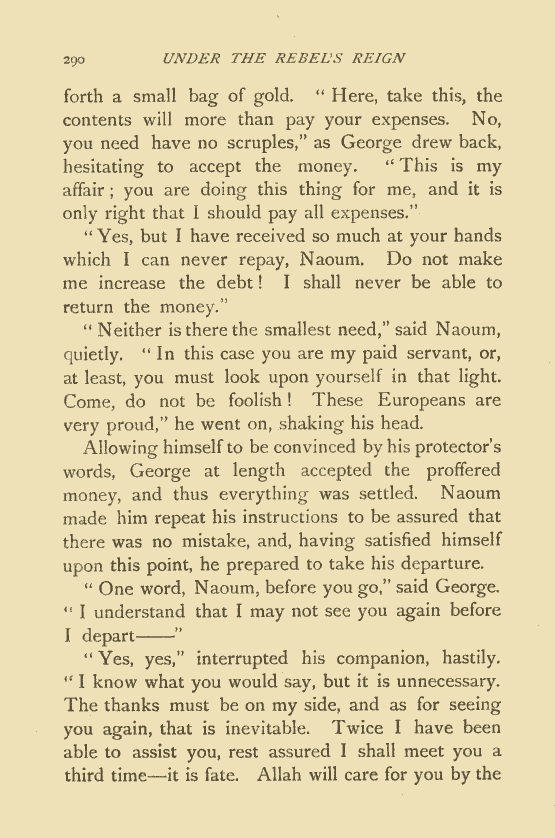 290 UNDER THE REBEL'S REIGN
forth a small bag of gold. “Here, take this, the
contents will more than pay your expenses. No,
you need have no scruples,” as George drew back,
hesitating to accept the money. “This is my
affair; you are doing this thing for me, and it is
only right that I should pay all expenses.”
“Yes, but I have received so much at your hands
which I can never repay, Naoum. Do not make
me increase the debt! I shall never be able to
return the money.”
“Neither is there the smallest need,” said Naoum,
quietly. “In this case you are my paid servant, or,
at least, you must look upon yourself in that light.
Come, do not be foolish! These Europeans are
very proud,” he went on, shaking his head.
Allowing himself to be convinced by his protector's
words, George at length accepted the proffered
money, and thus everything was settled. Naoum
made him repeat his instructions to be assured that
there was no mistake, and, having satisfied himself
upon this point, he prepared to take his departure.
“One word, Naoum, before you go,” said George.
“I understand that I may not see you again before
I depart——”
“Yes, yes,” interrupted his companion, hastily.
“I know what you would say, but it is unnecessary.
The thanks must be on my side, and as for seeing
you again, that is inevitable. Twice I have been
able to assist you, rest assured I shall meet you a
third time—it is fate. Allah will care for you by the